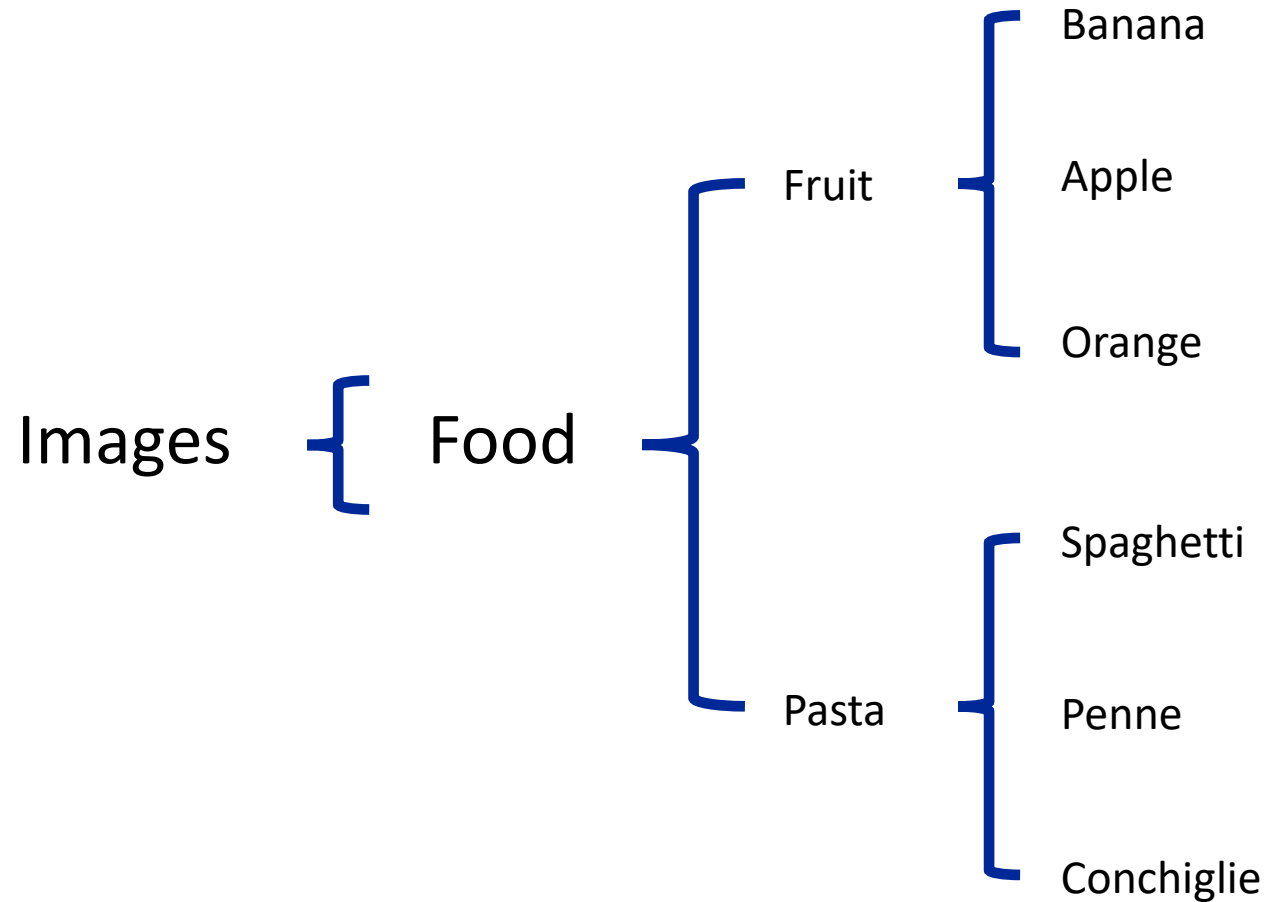 Images
Food
Fruit
Banana
Apple
Orange
Pasta
Spaghetti
Penne
Conchiglie